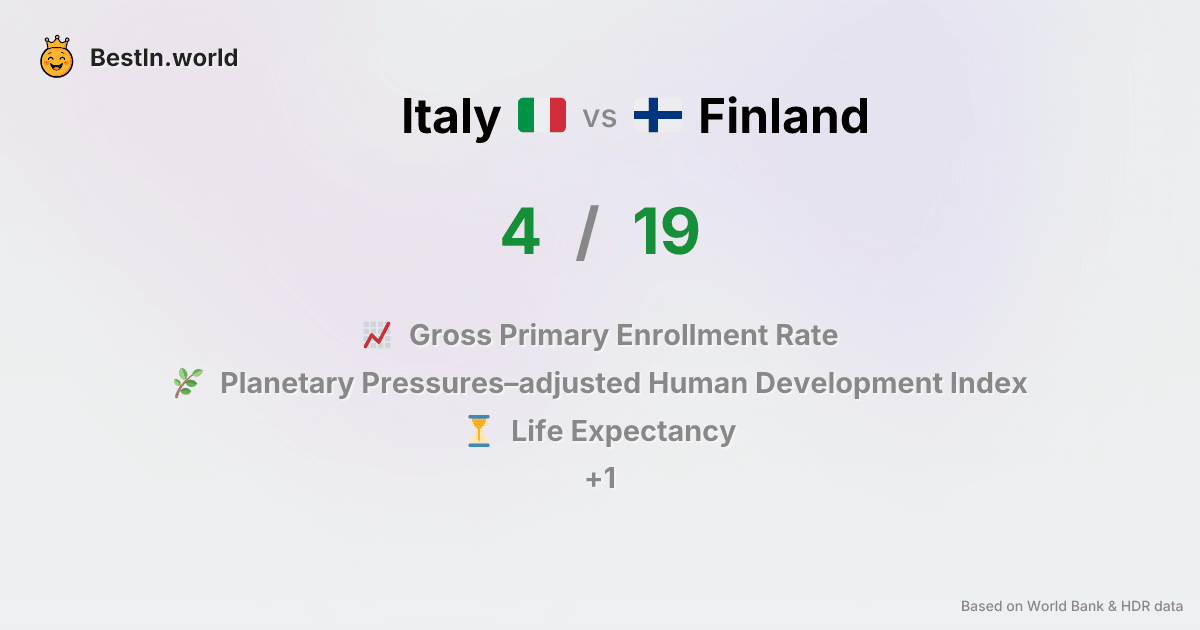 BestIn.world
Italy vs Finland
4 / 19
Gross Primary Enrollment Rate
Planetary Pressures–adjusted Human Development Index
Life Expectancy
+1
Based on World Bank & HDR data